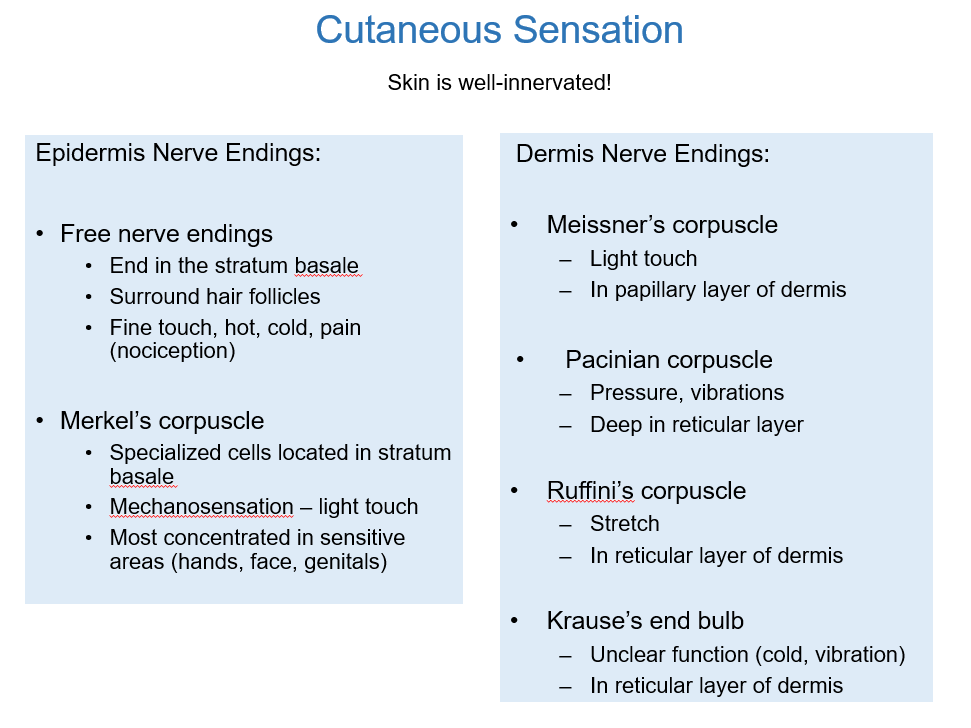 Cutaneous Sensation
Skin is well-innervated!
Epidermis Nerve Endings:
• Free nerve endings
• End in the stratum basale
• Surround hair follicles
• Fine touch, hot, cold, pain
(nociception)
• Merkel’s corpuscle
• Specialized cells located in stratum
basale
• Mechanosensation – light touch
• Most concentrated in sensitive
areas (hands, face, genitals)
Dermis Nerve Endings:
• Meissner’s corpuscle
– Light touch
– In papillary layer of dermis
• Pacinian corpuscle
– Pressure, vibrations
– Deep in reticular layer
• Ruffini’s corpuscle
– Stretch
– In reticular layer of dermis
• Krause’s end bulb
– Unclear function (cold, vibration)
– In reticular layer of dermis